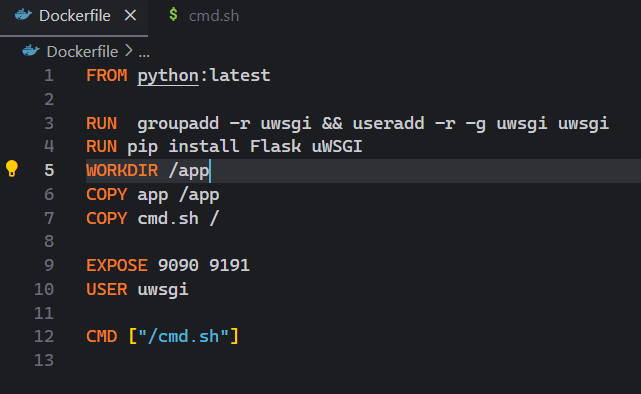 Dockerfile
$ cmd.sh
Dockerfile > ...
1 FROM python:latest
2
3 RUN  groupadd -r uwsgi && useradd -r -g uwsgi uwsgi
4 RUN pip install Flask uWSGI
5 WORKDIR /app
6 COPY app /app
7 COPY cmd.sh /
8
9 EXPOSE 9090 9191
10 USER uwsgi
11
12 CMD ["/cmd.sh"]
13